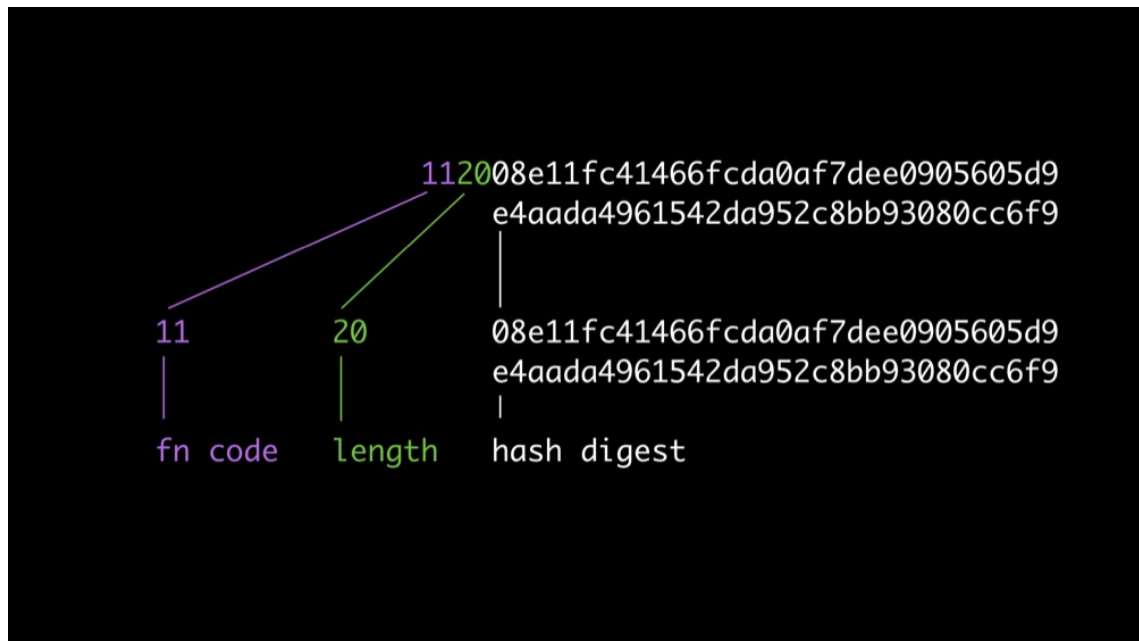 112008e11fc41466fcda0af7dee0905605d9
e4aada4961542da952c8bb93080cc6f9
11 20 08e11fc41466fcda0af7dee0905605d9
e4aada4961542da952c8bb93080cc6f9
fn code length hash digest